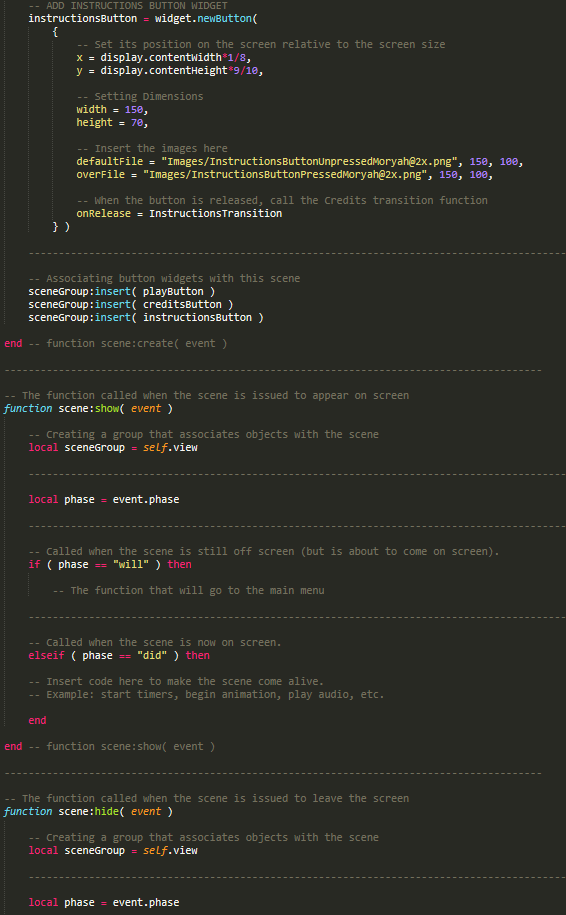 -- ADD INSTRUCTIONS BUTTON WIDGET
instructionsButton = widget.newButton(
{
-- Set its position on the screen relative to the screen size
x = display.contentWidth*1/8,
y = display.contentHeight*9/10,
-- Setting Dimensions
width = 150,
height = 70,
-- Insert the images here
defaultFile = "Images/InstructionsButtonUnpressedMoryah@2x.png", 150, 100,
overFile = "Images/InstructionsButtonPressedMoryah@2x.png", 150, 100,
-- When the button is released, call the Credits transition function
onRelease = InstructionsTransition
} )
-----------------------------------------------------------------------------------------
-- Associating button widgets with this scene
sceneGroup:insert( playButton )
sceneGroup:insert( creditsButton )
sceneGroup:insert( instructionsButton )
end -- function scene:create( event )
-----------------------------------------------------------------------------------------
-- The function called when the scene is issued to appear on screen
function scene:show( event )
-- Creating a group that associates objects with the scene
local sceneGroup = self.view
-----------------------------------------------------------------------------------------
local phase = event.phase
-----------------------------------------------------------------------------------------
-- Called when the scene is still off screen (but is about to come on screen).
if ( phase == "will" ) then
-- The function that will go to the main menu
-----------------------------------------------------------------------------------------
-- Called when the scene is now on screen.
elseif ( phase == "did" ) then
-- Insert code here to make the scene come alive.
-- Example: start timers, begin animation, play audio, etc.
end
end -- function scene:show( event )
-----------------------------------------------------------------------------------------
-- The function called when the scene is issued to leave the screen
function scene:hide( event )
-- Creating a group that associates objects with the scene
local sceneGroup = self.view
-----------------------------------------------------------------------------------------
local phase = event.phase